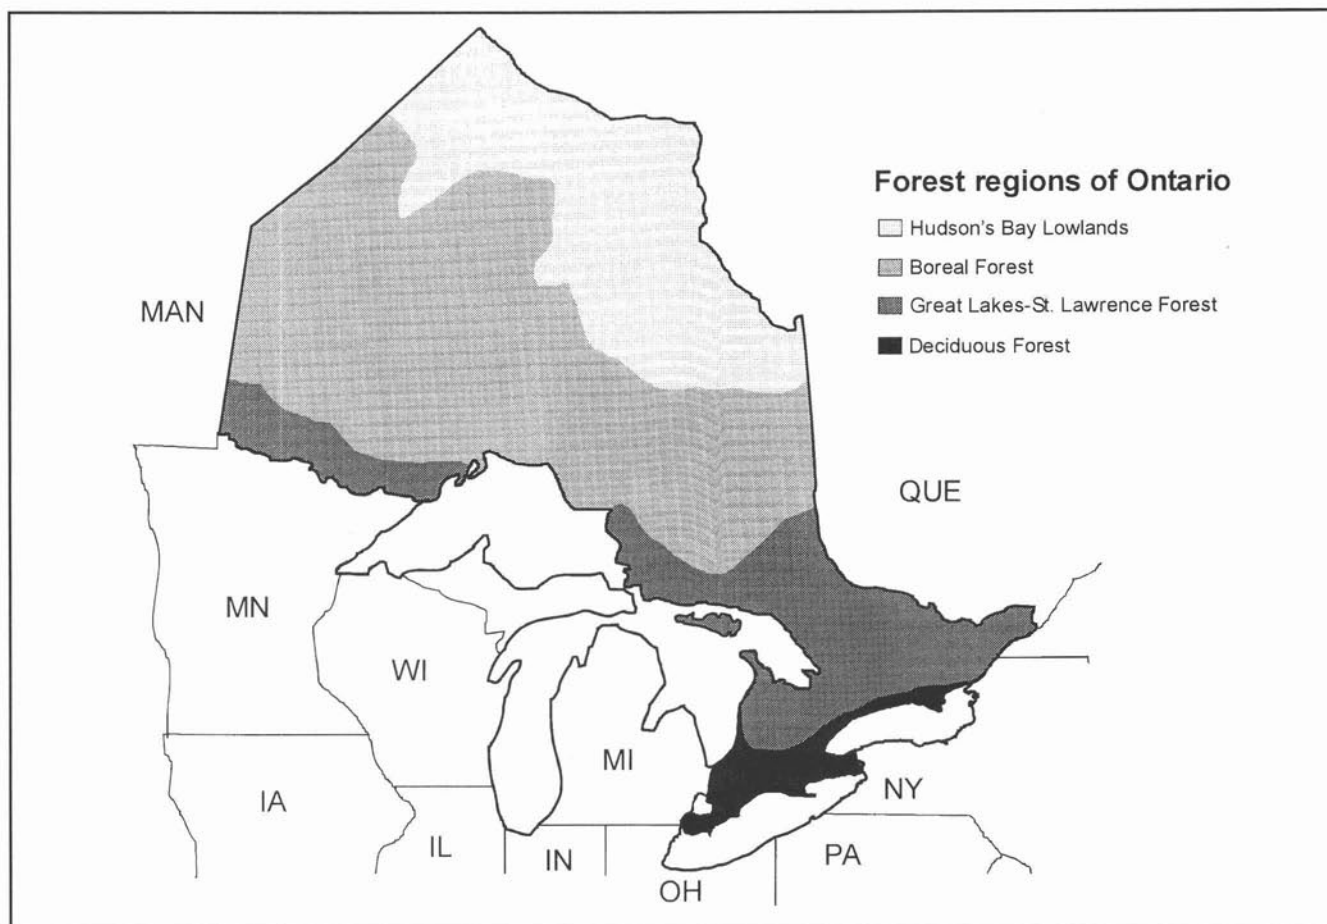 Forest regions of Ontario
Hudson's Bay Lowlands
Boreal Forest
Great Lakes-St. Lawrence Forest
Deciduous Forest
MAN
QUE
MN
WI
MI
IA
NY
IL
IN
PA
OH